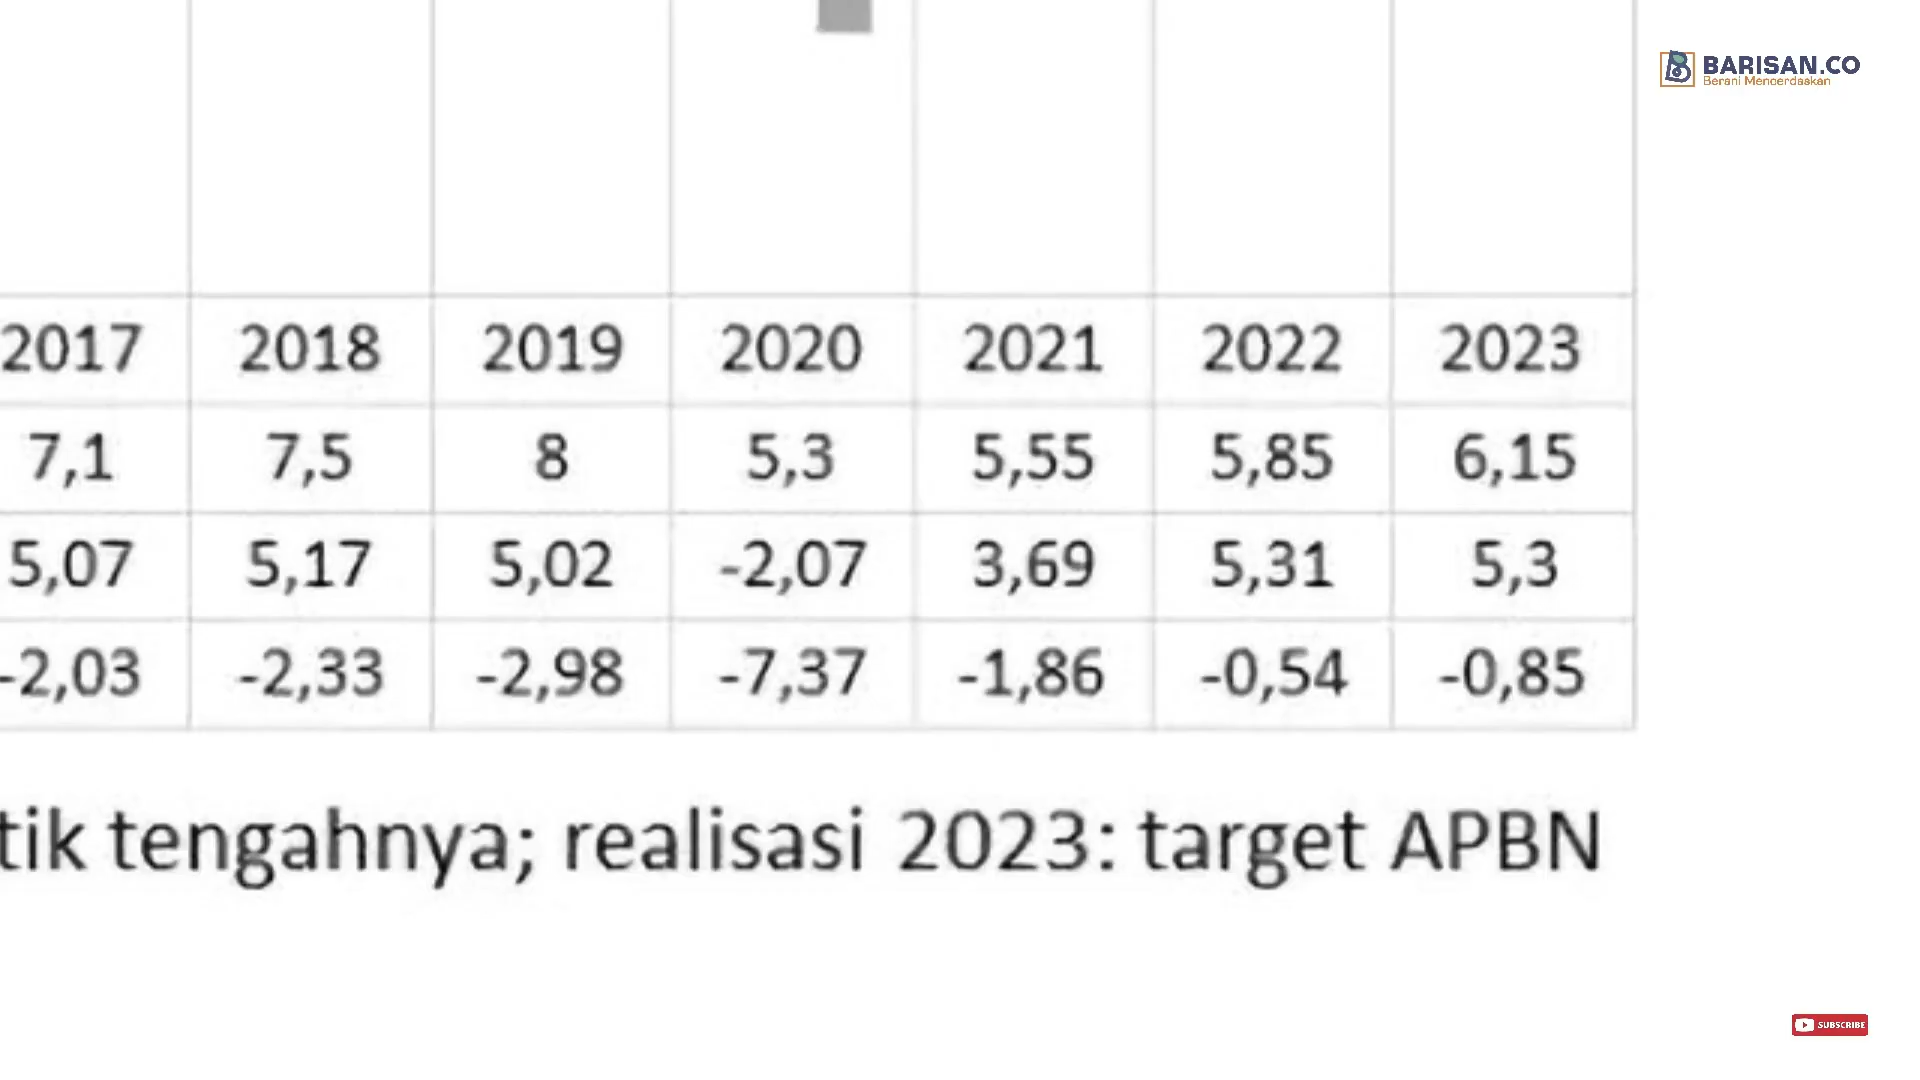 BARISAN.CO
Berani Mencerdaskan
2017 2018 2019 2020 2021 2022 2023
7,1 7,5 8 5,3 5,55 5,85 6,15
5,07 5,17 5,02 -2,07 3,69 5,31 5,3
-2,03 -2,33 -2,98 -7,37 -1,86 -0,54 -0,85
tik tengahnya; realisasi 2023: target APBN
SUBSCRIBE